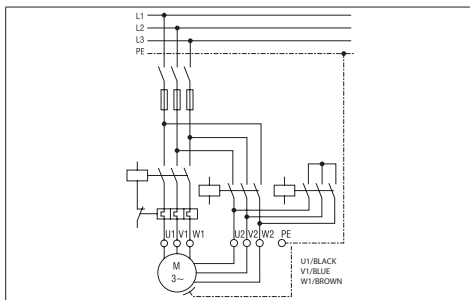 L1
L2
L3
PE
U1 V1 W1 U2 V2 W2 PE
M
3~
U1/BLACK
V1/BLUE
W1/BROWN